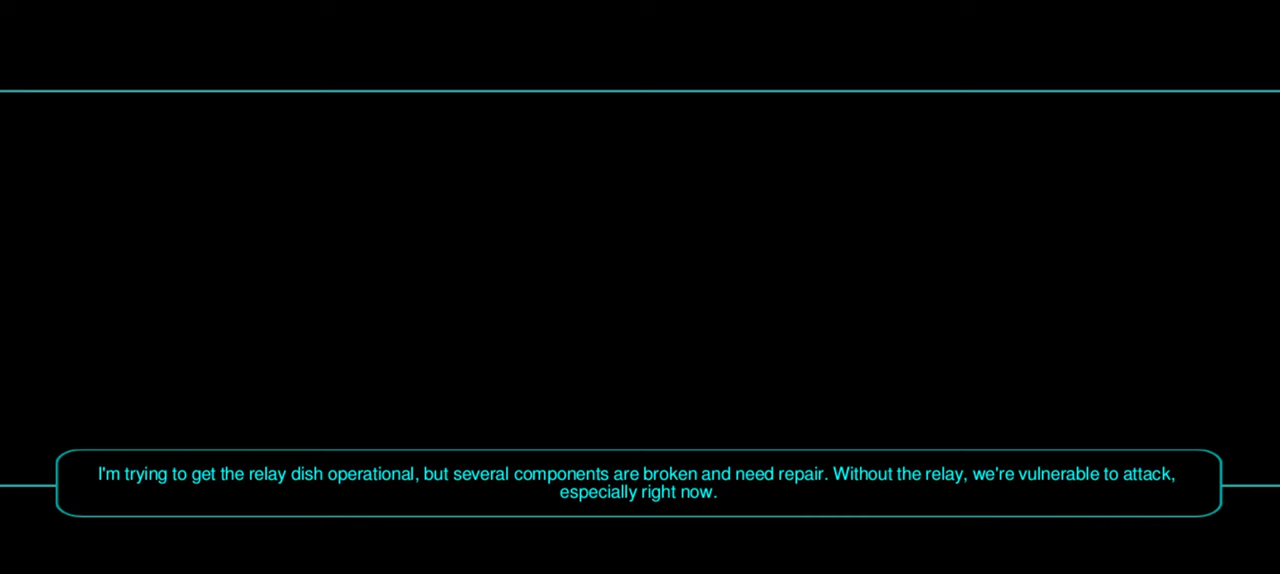 I'm trying to get the relay dish operational, but several components are broken and need repair. Without the relay, we're vulnerable to attack,
especially right now.